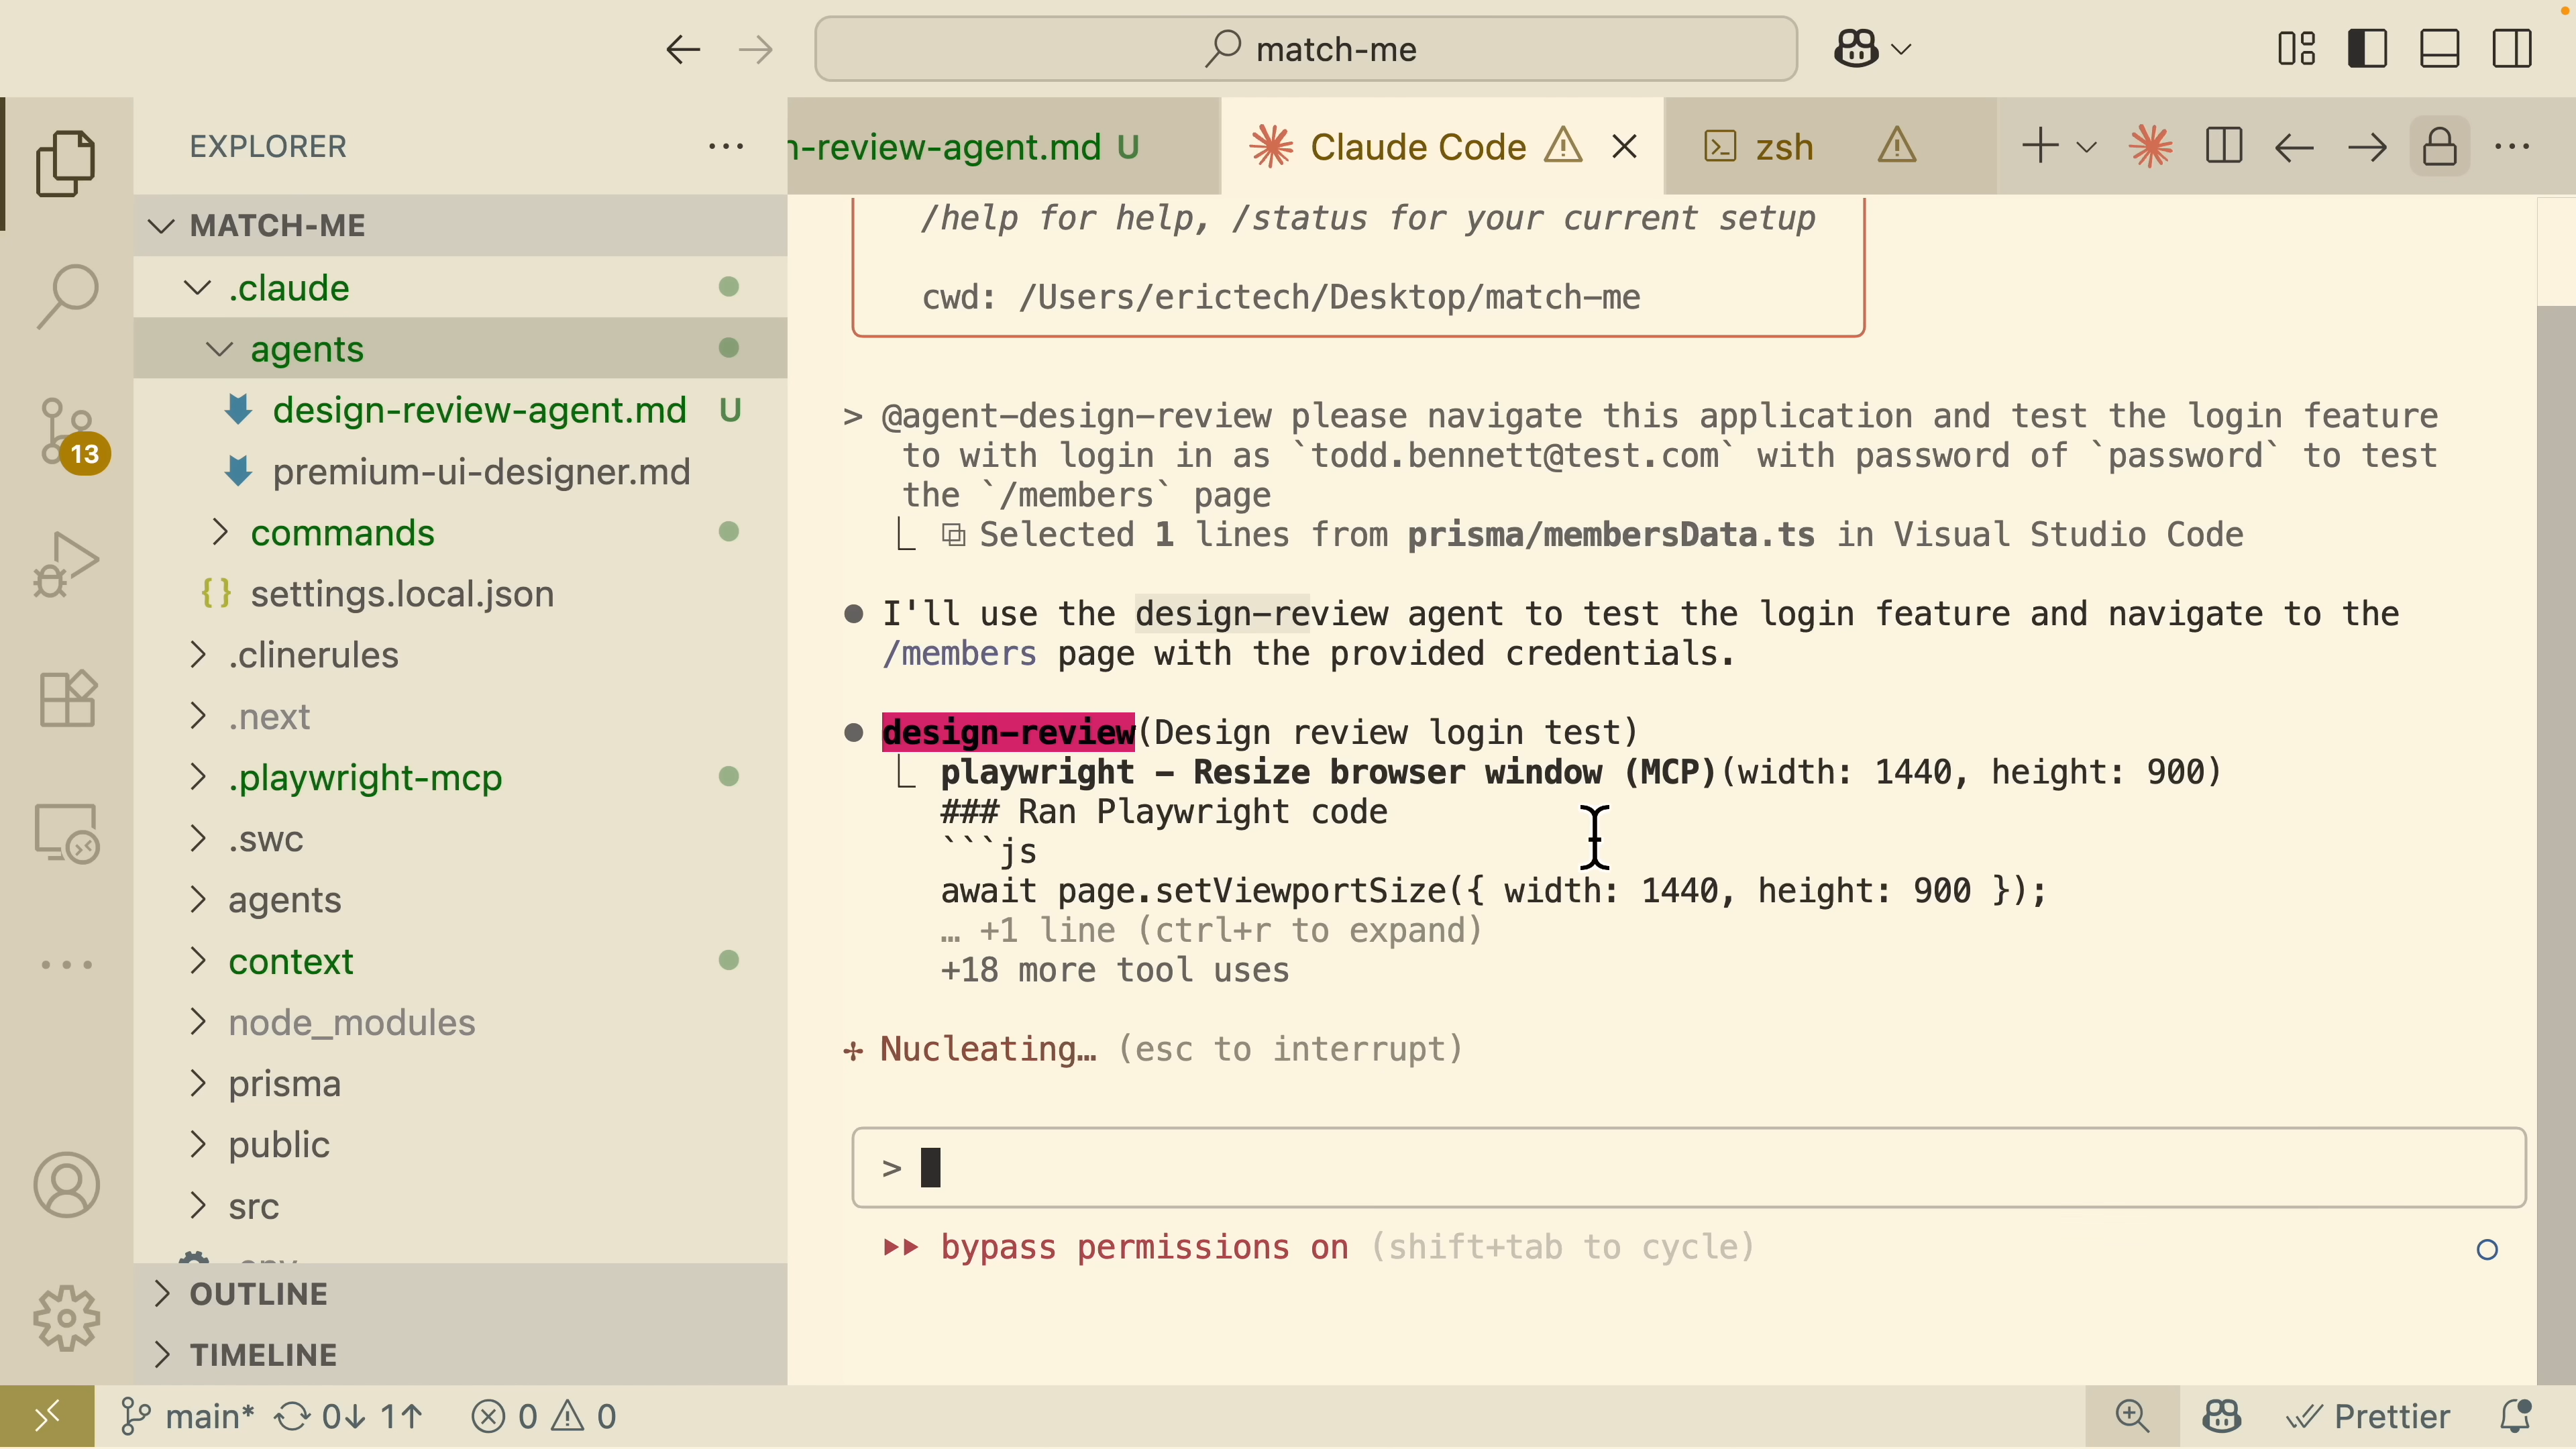 match-me
EXPLORER
n-review-agent.md U
Claude Code
zsh
MATCH-ME
.claude
agents
design-review-agent.md U
premium-ui-designer.md
commands
{} settings.local.json
.clinerules
.next
.playwright-mcp
.swc
agents
context
node_modules
prisma
public
src
OUTLINE
TIMELINE
13
/help for help, /status for your current setup
cwd: /Users/erictech/Desktop/match-me
> @agent-design-review please navigate this application and test the login feature
to with login in as `todd.bennett@test.com` with password of `password` to test
the `/members` page
Selected 1 lines from prisma/membersData.ts in Visual Studio Code
I'll use the design-review agent to test the login feature and navigate to the
/members page with the provided credentials.
design-review(Design review login test)
playwright - Resize browser window (MCP)(width: 1440, height: 900)
### Ran Playwright code
```js
await page.setViewportSize({ width: 1440, height: 900 });
… +1 line (ctrl+r to expand)
+18 more tool uses
Nucleating… (esc to interrupt)
>
bypass permissions on (shift+tab to cycle)
main* 0↓ 1↑ 0 0
Prettier